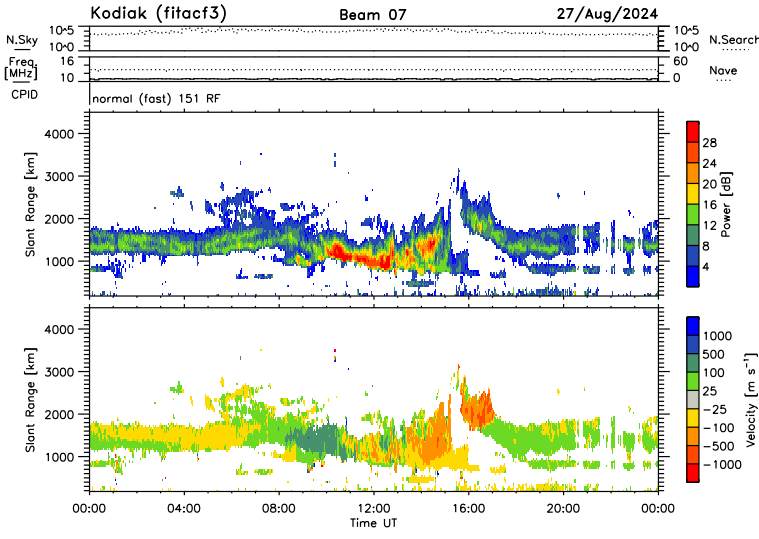 Kodiak (fitacf3) Beam 07 27/Aug/2024
N.Sky 10^5 10^0 10^5 10^0 N.Search
Freq. [MHz] 16 10 60 0 Nave
CPID normal (fast) 151 RF
Slant Range [km] 4000 3000 2000 1000
Power [dB] 28 24 20 16 12 8 4
Slant Range [km] 4000 3000 2000 1000
Velocity [m s⁻¹] 1000 500 100 25 −25 −100 −500 −1000
00:00 04:00 08:00 12:00 16:00 20:00 00:00
Time UT